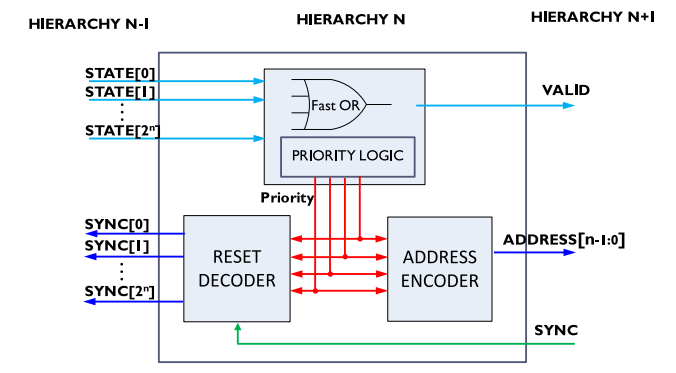 HIERARCHY N-1
HIERARCHY N
HIERARCHY N+1
STATE[0]
STATE[1]
⋮
STATE[2ⁿ]
Fast OR
PRIORITY LOGIC
VALID
Priority
SYNC[0]
SYNC[1]
⋮
SYNC[2ⁿ]
RESET
DECODER
ADDRESS
ENCODER
ADDRESS[n-1:0]
SYNC